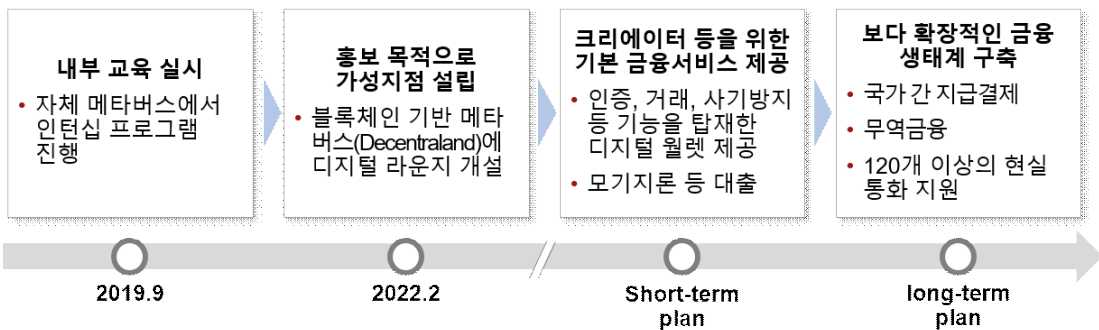 내부 교육 실시
• 자체 메타버스에서
인턴십 프로그램
진행
홍보 목적으로
가성지점 설립
• 블록체인 기반 메타
버스(Decentraland)에
디지털 라운지 개설
크리에이터 등을 위한
기본 금융서비스 제공
• 인증, 거래, 사기방지
등 기능을 탑재한
디지털 월렛 제공
• 모기지론 등 대출
보다 확장적인 금융
생태계 구축
• 국가 간 지급결제
• 무역금융
• 120개 이상의 현실
통화 지원
2019.9
2022.2
Short-term
plan
long-term
plan